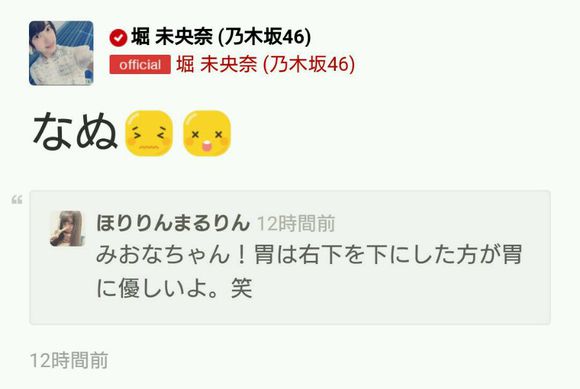 堀 未央奈 (乃木坂46)
official 堀 未央奈 (乃木坂46)
なぬ😣😵
ほりりんまるりん 12時間前
みおなちゃん！胃は右下を下にした方が胃
に優しいよ。笑
12時間前